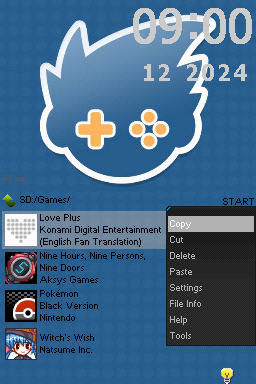 09:00
12 2024
SD:/Games/
START
Love Plus
Konami Digital Entertainment
(English Fan Translation)
Nine Hours, Nine Persons,
Nine Doors
Aksys Games
Pokémon
Black Version
Nintendo
Witch's Wish
Natsume Inc.
Copy
Cut
Delete
Paste
Settings
File Info
Help
Tools